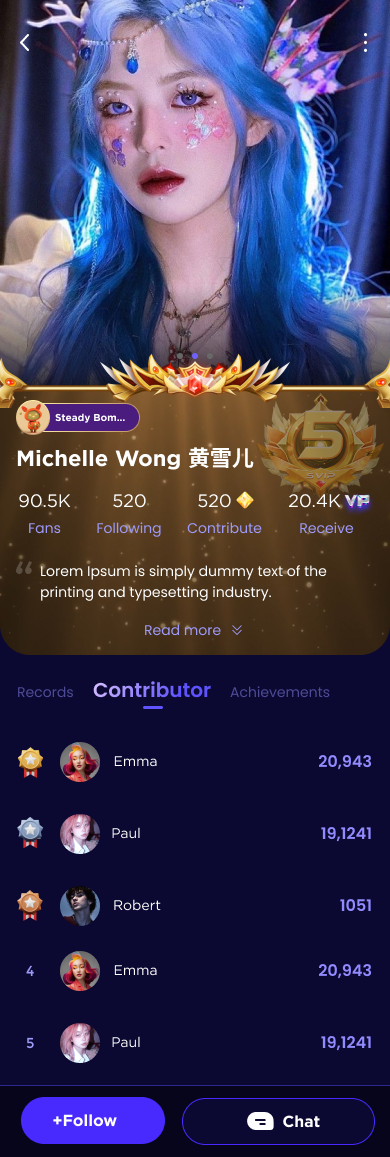 Steady Bom...
5
Michelle Wong 黄雪儿
90.5K 520 520 20.4K VP
Fans Following Contribute Receive
Lorem Ipsum is simply dummy text of the
printing and typesetting industry.
Read more
Records Contributor Achievements
Emma 20,943
Paul 19,1241
Robert 1051
4 Emma 20,943
5 Paul 19,1241
+Follow Chat